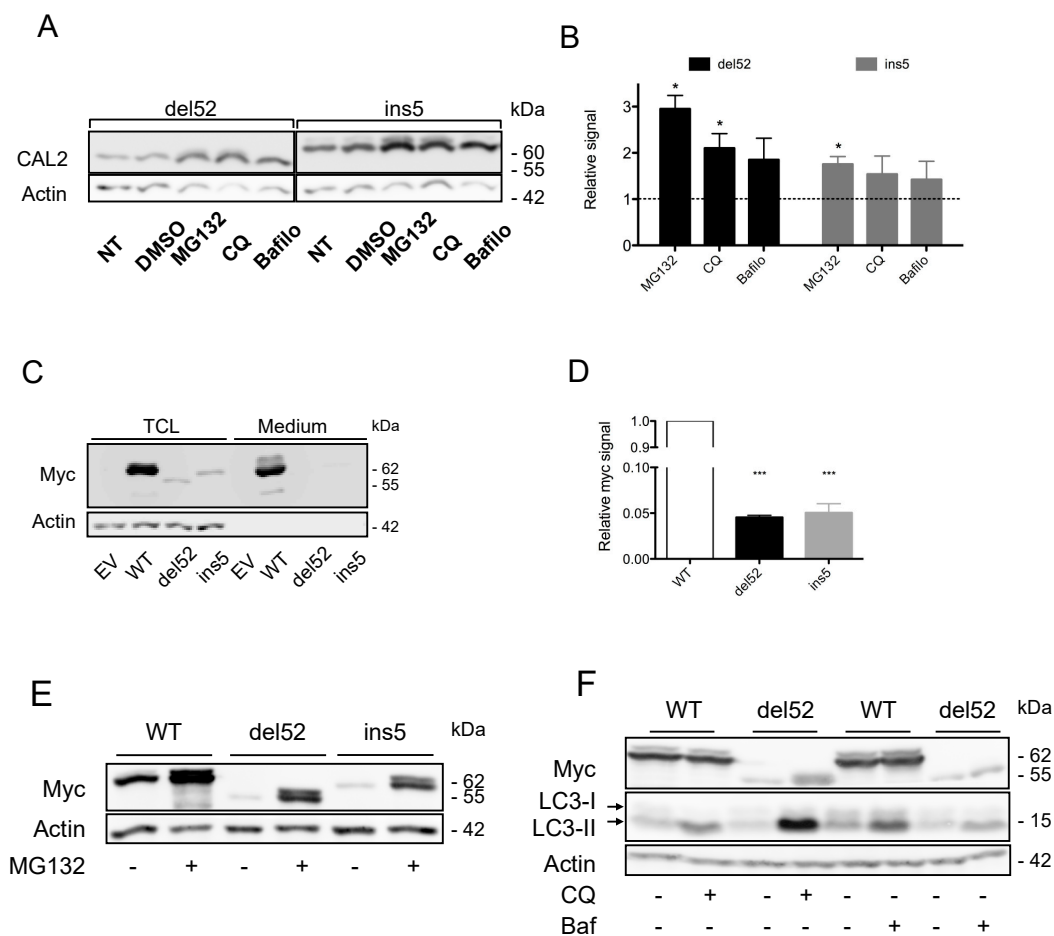 A
del52 ins5 kDa
CAL2 - 60
- 55
Actin - 42
NT DMSO MG132 CQ Bafilo NT DMSO MG132 CQ Bafilo
B
del52 ins5
Relative signal
3
2
1
0
MG132 CQ Bafilo MG132 CQ Bafilo
* * *
C
TCL Medium kDa
Myc - 62
- 55
Actin - 42
EV WT del52 ins5 EV WT del52 ins5
D
Relative myc signal
1.0
0.9
0.10
0.05
0.00
*** ***
WT del52 ins5
E
WT del52 ins5 kDa
Myc - 62
- 55
Actin - 42
MG132 - + - + - +
F
WT del52 WT del52 kDa
Myc - 62
- 55
LC3-I
LC3-II - 15
Actin - 42
CQ - + - + - - - -
Baf - - - - - + - +